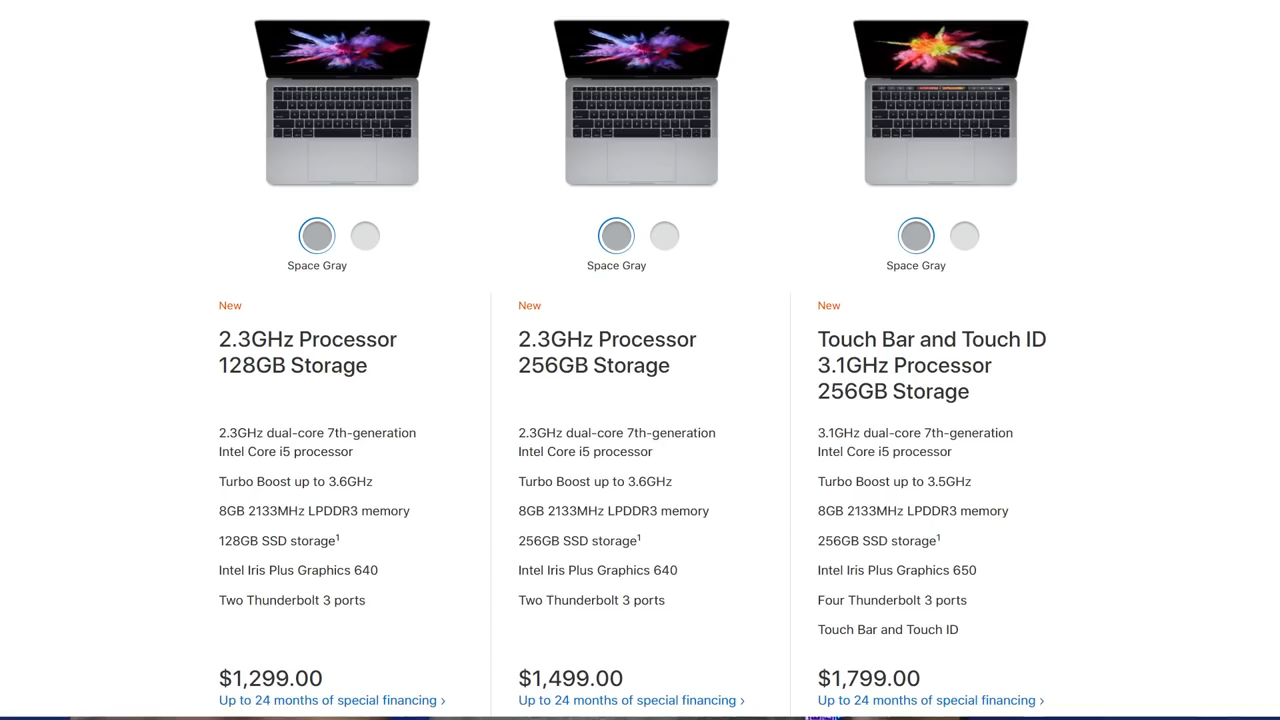 Space Gray
Space Gray
Space Gray
New
2.3GHz Processor
128GB Storage
2.3GHz dual-core 7th-generation
Intel Core i5 processor
Turbo Boost up to 3.6GHz
8GB 2133MHz LPDDR3 memory
128GB SSD storage1
Intel Iris Plus Graphics 640
Two Thunderbolt 3 ports
$1,299.00
Up to 24 months of special financing ›
New
2.3GHz Processor
256GB Storage
2.3GHz dual-core 7th-generation
Intel Core i5 processor
Turbo Boost up to 3.6GHz
8GB 2133MHz LPDDR3 memory
256GB SSD storage1
Intel Iris Plus Graphics 640
Two Thunderbolt 3 ports
$1,499.00
Up to 24 months of special financing ›
New
Touch Bar and Touch ID
3.1GHz Processor
256GB Storage
3.1GHz dual-core 7th-generation
Intel Core i5 processor
Turbo Boost up to 3.5GHz
8GB 2133MHz LPDDR3 memory
256GB SSD storage1
Intel Iris Plus Graphics 650
Four Thunderbolt 3 ports
Touch Bar and Touch ID
$1,799.00
Up to 24 months of special financing ›